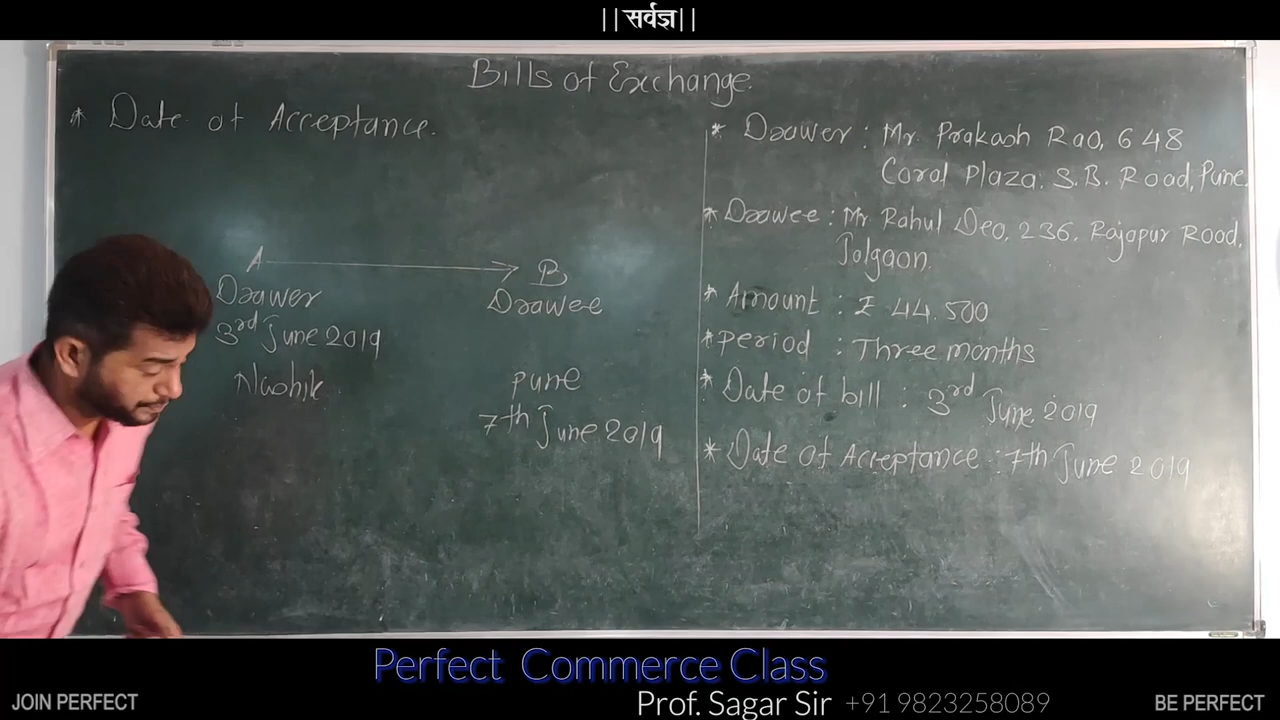 ||सर्वज्ञ||
Bills of Exchange.
* Date of Acceptance.
A → B
Drawer Drawee
3rd June 2019
Nashik Pune
7th June 2019
* Drawer : Mr. Prakash Rao, 648
Coral Plaza, S.B. Road, Pune.
* Drawee : Mr Rahul Deo, 236, Rajapur Road,
Jalgaon.
* Amount : ₹ 44,500
* Period : Three months
* Date of bill : 3rd June 2019
* Date of Acceptance : 7th June 2019
Perfect Commerce Class
Prof. Sagar Sir +91 9823258089
JOIN PERFECT
BE PERFECT